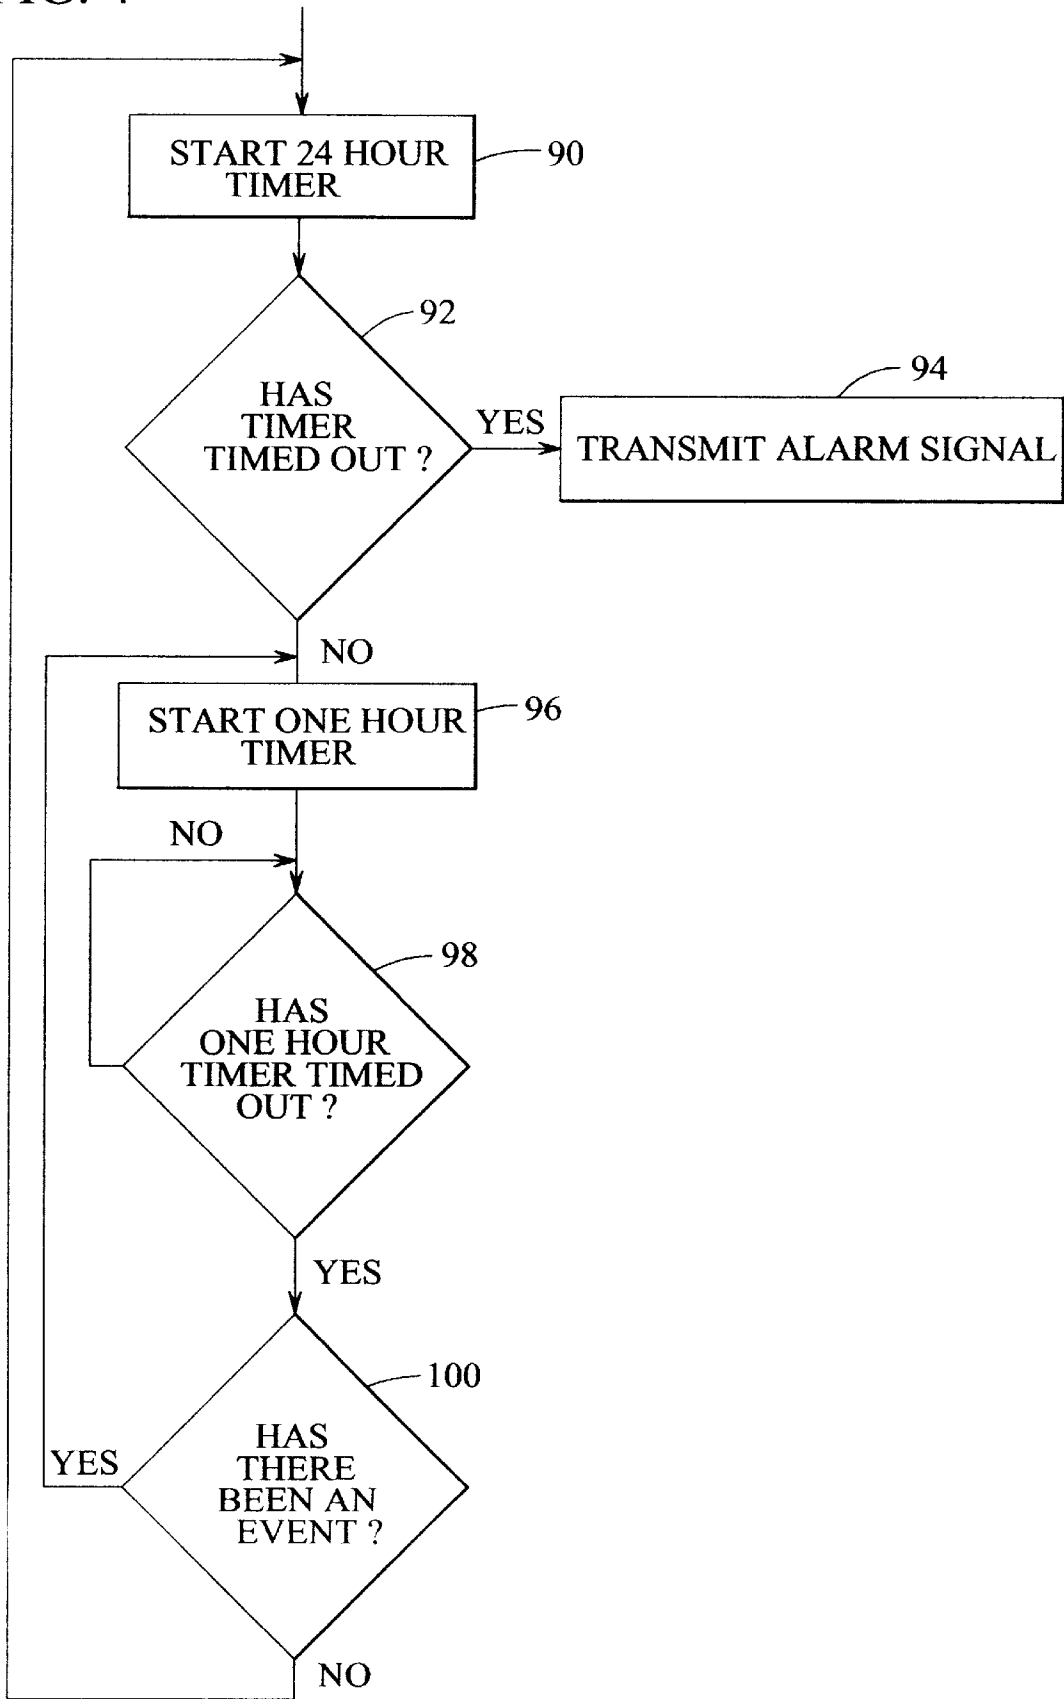 START 24 HOUR
TIMER
90
92
HAS
TIMER
TIMED OUT ?
YES
94
TRANSMIT ALARM SIGNAL
NO
START ONE HOUR
TIMER
96
NO
98
HAS
ONE HOUR
TIMER TIMED
OUT ?
YES
100
HAS
THERE
BEEN AN
EVENT ?
YES
NO